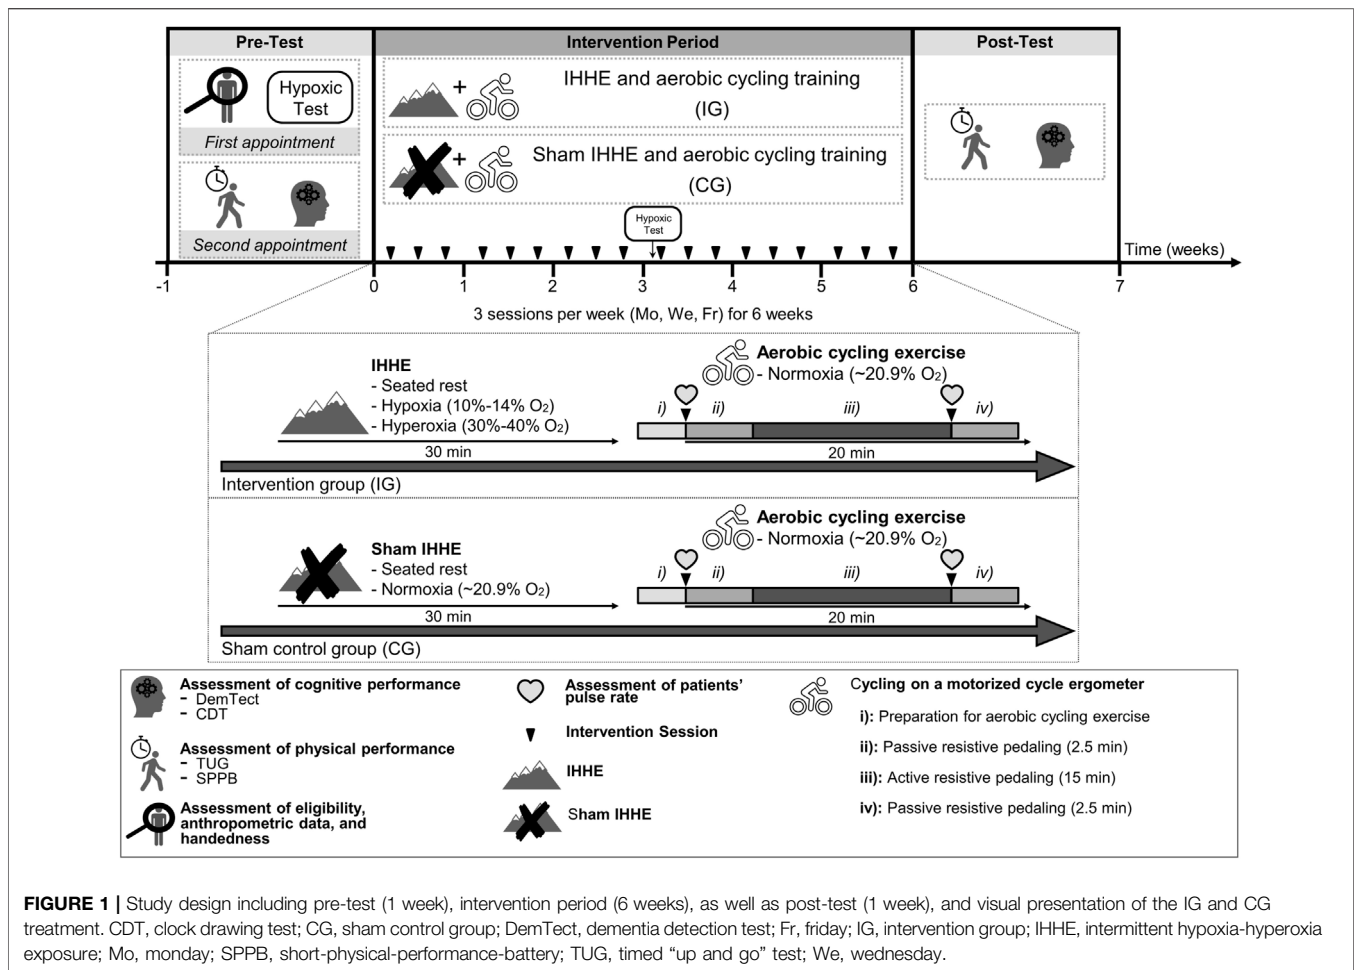 Pre-Test
Intervention Period
Post-Test
Hypoxic
Test
First appointment
Second appointment
+
IHHE and aerobic cycling training
(IG)
+
Sham IHHE and aerobic cycling training
(CG)
Hypoxic
Test
Time (weeks)
-1 0 1 2 3 4 5 6 7
3 sessions per week (Mo, We, Fr) for 6 weeks
IHHE
- Seated rest
- Hypoxia (10%-14% O2)
- Hyperoxia (30%-40% O2)
30 min
Aerobic cycling exercise
- Normoxia (~20.9% O2)
i) ii) iii) iv)
20 min
Intervention group (IG)
Sham IHHE
- Seated rest
- Normoxia (~20.9% O2)
30 min
Aerobic cycling exercise
- Normoxia (~20.9% O2)
i) ii) iii) iv)
20 min
Sham control group (CG)
Assessment of cognitive performance
- DemTect
- CDT
Assessment of physical performance
- TUG
- SPPB
Assessment of eligibility,
anthropometric data, and
handedness
Assessment of patients'
pulse rate
Intervention Session
IHHE
Sham IHHE
Cycling on a motorized cycle ergometer
i): Preparation for aerobic cycling exercise
ii): Passive resistive pedaling (2.5 min)
iii): Active resistive pedaling (15 min)
iv): Passive resistive pedaling (2.5 min)
FIGURE 1 | Study design including pre-test (1 week), intervention period (6 weeks), as well as post-test (1 week), and visual presentation of the IG and CG
treatment. CDT, clock drawing test; CG, sham control group; DemTect, dementia detection test; Fr, friday; IG, intervention group; IHHE, intermittent hypoxia-hyperoxia
exposure; Mo, monday; SPPB, short-physical-performance-battery; TUG, timed “up and go” test; We, wednesday.